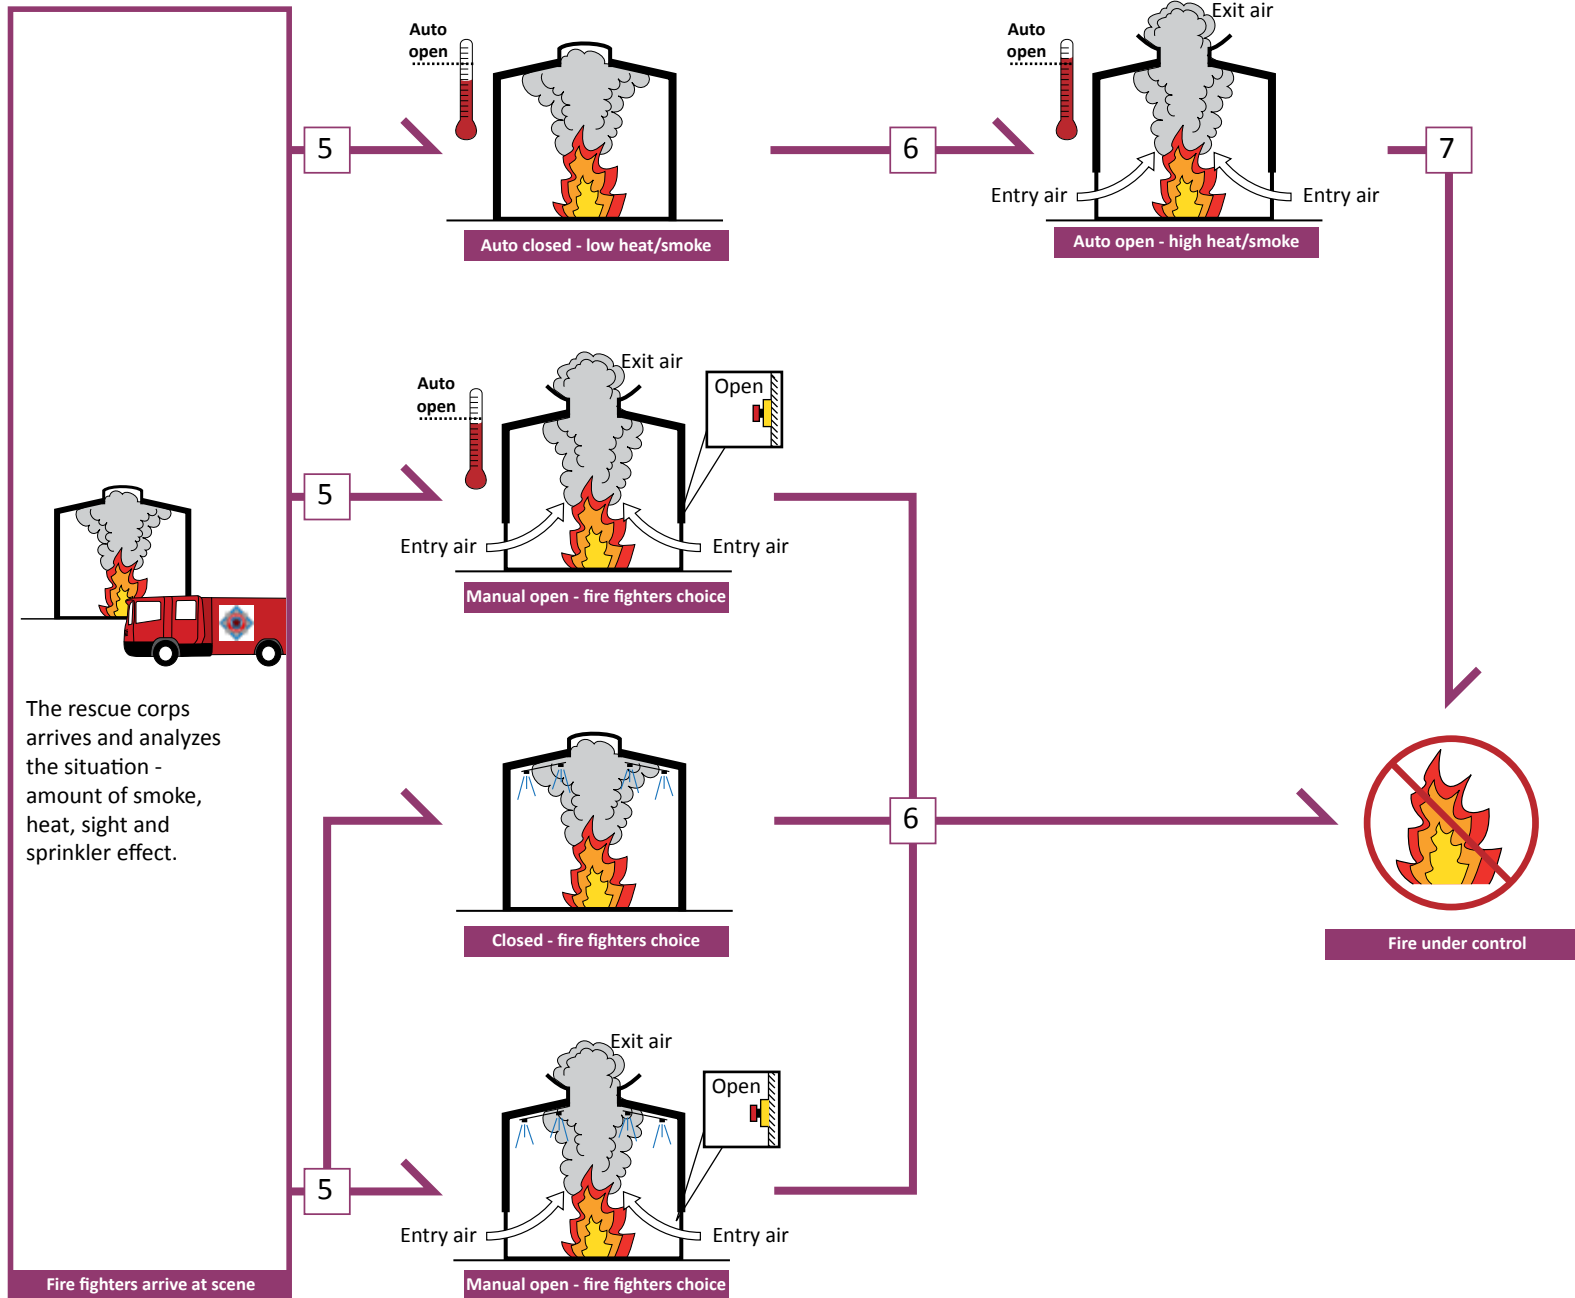 Auto
open
5
Auto closed - low heat/smoke
6
Auto
open
Exit air
Entry air
Entry air
Auto open - high heat/smoke
7
5
Auto
open
Exit air
Open
Entry air
Entry air
Manual open - fire fighters choice
The rescue corps
arrives and analyzes
the situation -
amount of smoke,
heat, sight and
sprinkler effect.
Closed - fire fighters choice
6
Fire under control
5
Exit air
Open
Entry air
Entry air
Manual open - fire fighters choice
Fire fighters arrive at scene